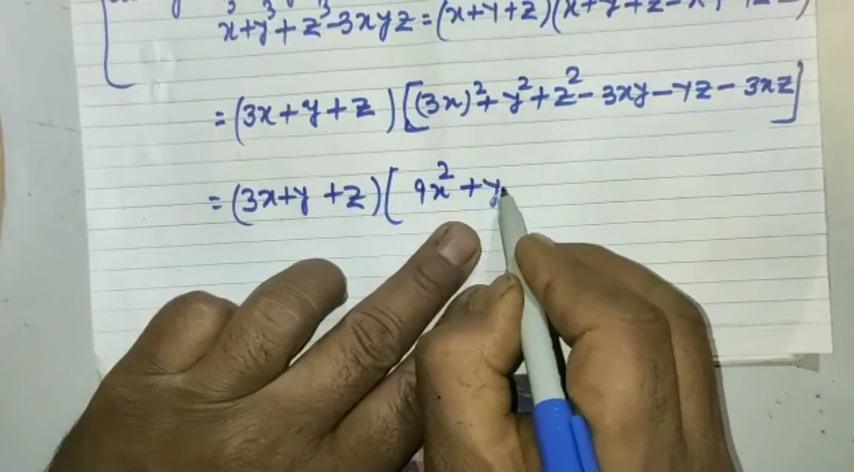 x³+y³+z³-3xyz=(x+y+z)(x
=(3x+y+z)[(3x)²+y²+z²-3xy-yz-3xz]
=(3x+y+z)[9x²+y